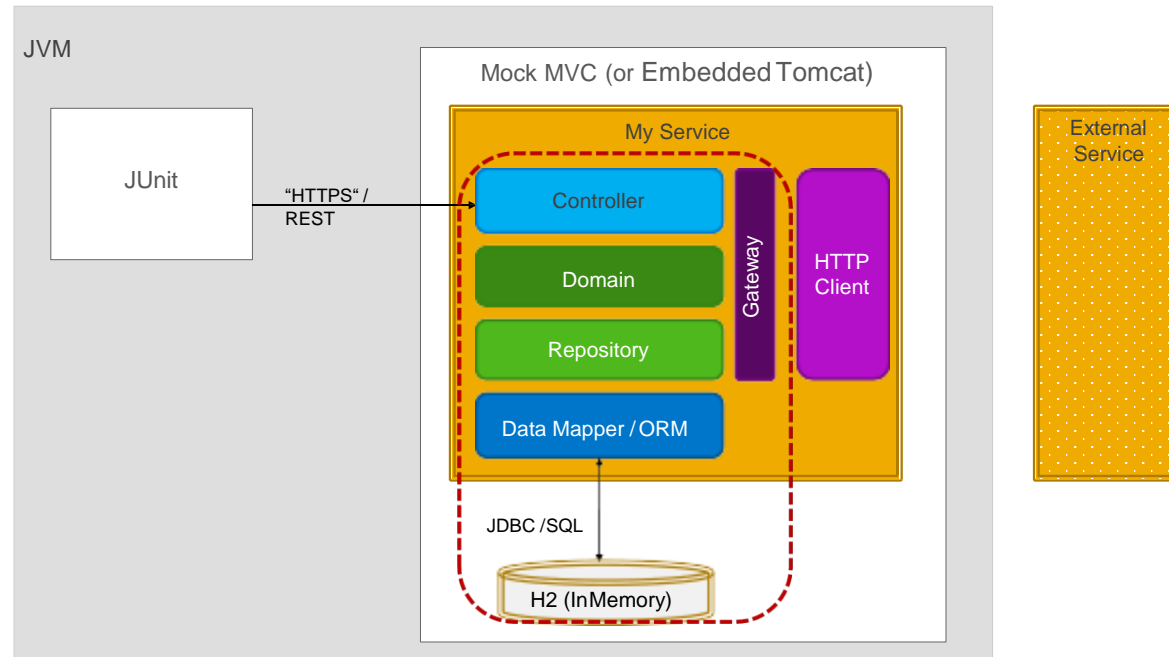 JVM
Mock MVC (or Embedded Tomcat)
My Service
External
Service
JUnit
“HTTPS“ /
REST
Controller
Domain
Gateway
HTTP
Client
Repository
Data Mapper / ORM
JDBC /SQL
H2 (InMemory)